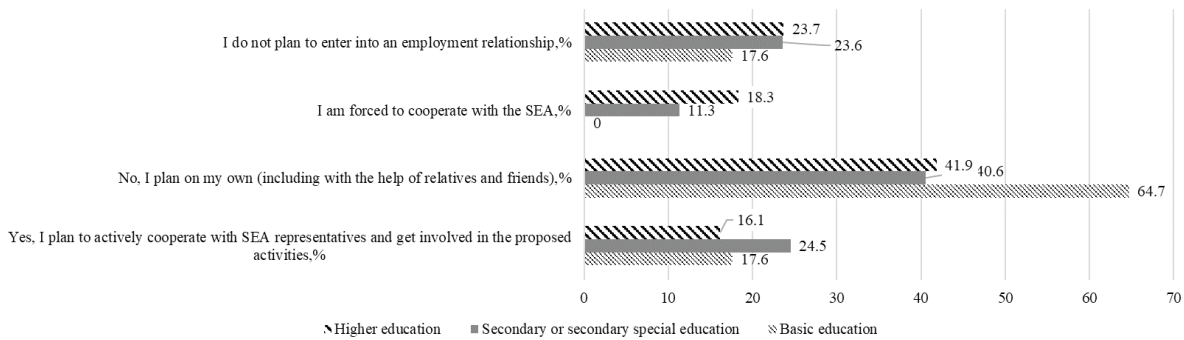 I do not plan to enter into an employment relationship,%
23.7
23.6
17.6
I am forced to cooperate with the SEA,%
18.3
11.3
0
No, I plan on my own (including with the help of relatives and friends),%
41.9
40.6
64.7
Yes, I plan to actively cooperate with SEA representatives and get involved in the proposed
activities,%
16.1
24.5
17.6
0 10 20 30 40 50 60 70
Higher education Secondary or secondary special education Basic education